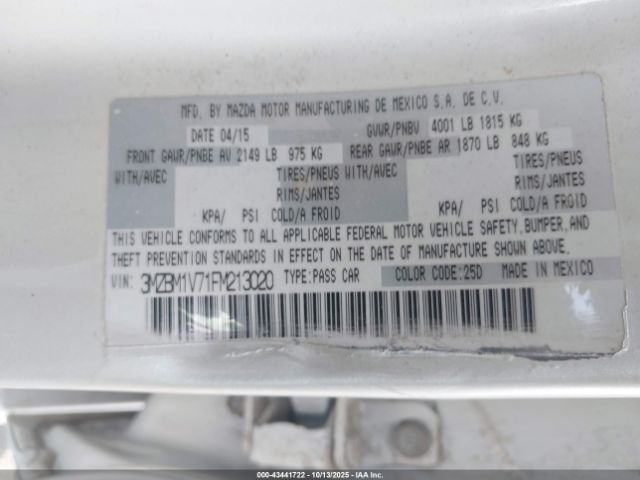 MFD. BY MAZDA MOTOR MANUFACTURING DE MEXICO S.A. DE C.V.
DATE 04/15 GVWR/PNBV 4001 LB 1815 KG
FRONT GAWR/PNBE AV 2149 LB 975 KG REAR GAWR/PNBE AR 1870 LB 848 KG
WITH/AVEC TIRES/PNEUS WITH/AVEC TIRES/PNEUS
RIMS/JANTES RIMS/JANTES
KPA/ PSI COLD/A FROID KPA/ PSI COLD/A FROID
THIS VEHICLE CONFORMS TO ALL APPLICABLE FEDERAL MOTOR VEHICLE SAFETY, BUMPER, AND
THEFT PREVENTION STANDARDS IN EFFECT ON THE DATE OF MANUFACTURE SHOWN ABOVE.
VIN: 3MZBM1V71FM213020 TYPE: PASS CAR COLOR CODE: 25D MADE IN MEXICO
000-43441722 10/13/2025 IAAI.com